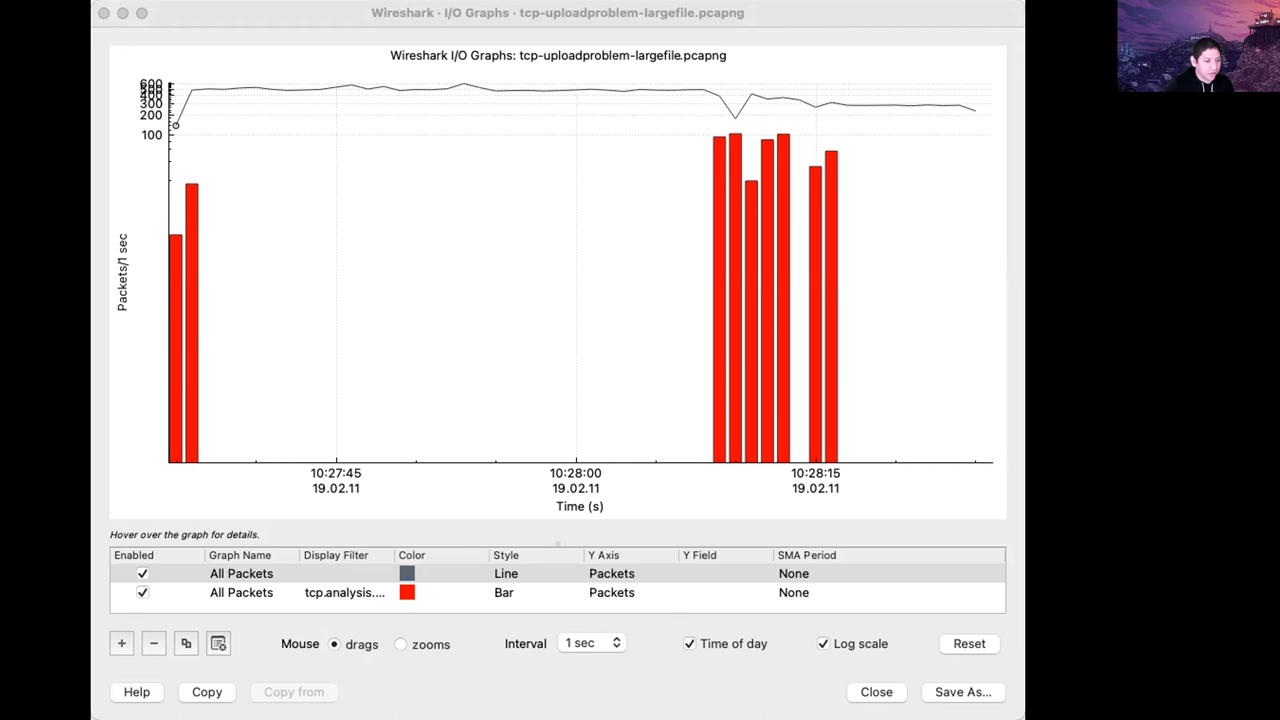 Wireshark · I/O Graphs · tcp-uploadproblem-largefile.pcapng
Wireshark I/O Graphs: tcp-uploadproblem-largefile.pcapng
600
300
200
100
Packets/1 sec
10:27:45
19.02.11
10:28:00
19.02.11
10:28:15
19.02.11
Time (s)
Hover over the graph for details.
Enabled Graph Name Display Filter Color Style Y Axis Y Field SMA Period
All Packets Line Packets None
All Packets tcp.analysis.... Bar Packets None
+ − Mouse drags zooms Interval 1 sec Time of day Log scale Reset
Help Copy Copy from Close Save As...